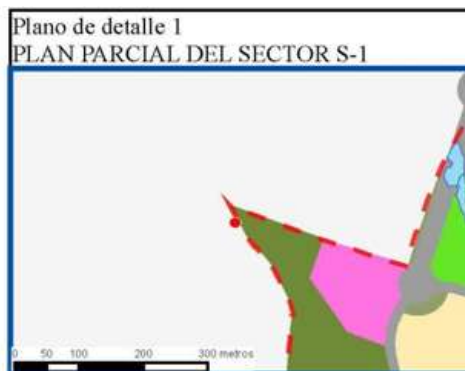 Plano de detalle 1
PLAN PARCIAL DEL SECTOR S-1
0 50 100 200 300 metros